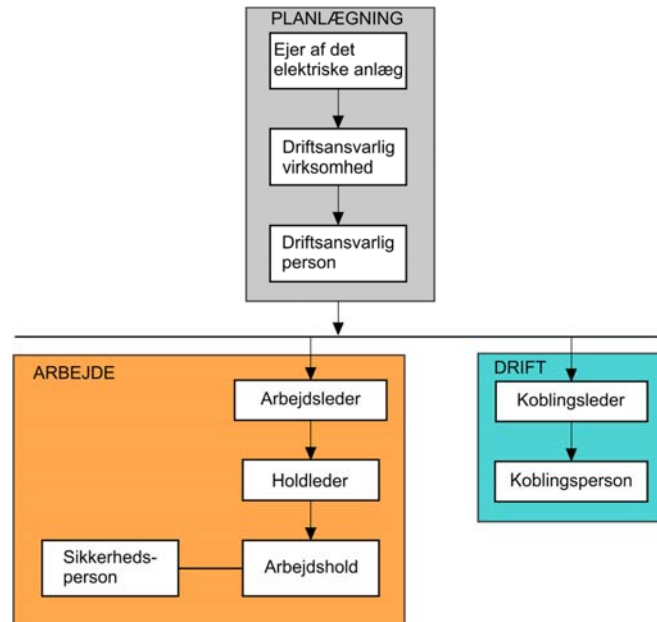 PLANLÆGNING
Ejer af det
elektriske anlæg
Driftsansvarlig
virksomhed
Driftsansvarlig
person
ARBEJDE
Arbejdsleder
Holdleder
Sikkerheds-
person
Arbejdshold
DRIFT
Koblingsleder
Koblingsperson